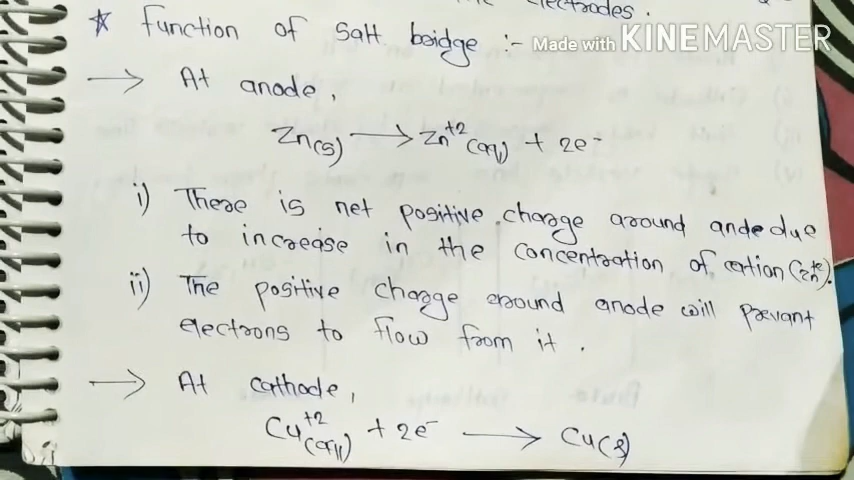 electrodes.
* Function of Salt bridge :-
Made with KINEMASTER
→ At anode,
Zn(s) → Zn+2(aq) + 2e-
i) There is net positive charge around ande due
to increase in the concentration of cation (Zn+2).
ii) The positive charge around anode will prevant
electrons to flow from it.
→ At cathode,
Cu+2(aq) + 2e- → Cu(s)